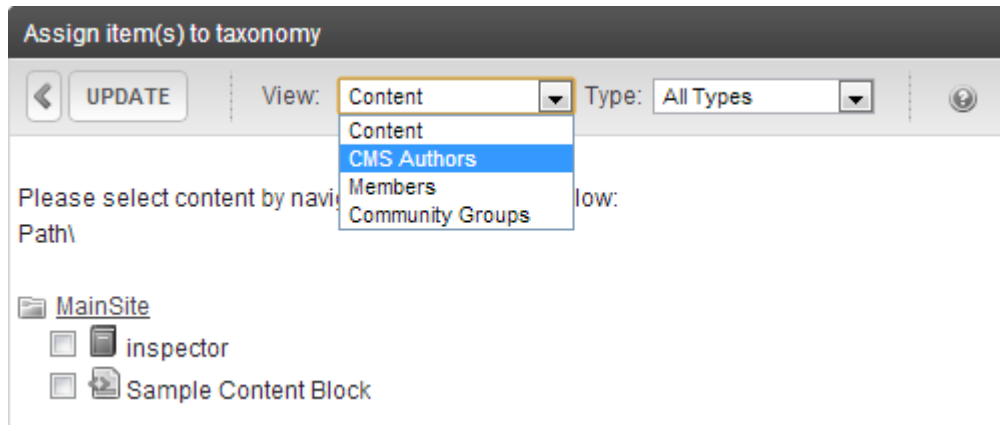 Assign item(s) to taxonomy
UPDATE View: Content Type: All Types
Content
CMS Authors
Members
Community Groups
Please select content by navi low:
Path\
MainSite
inspector
Sample Content Block